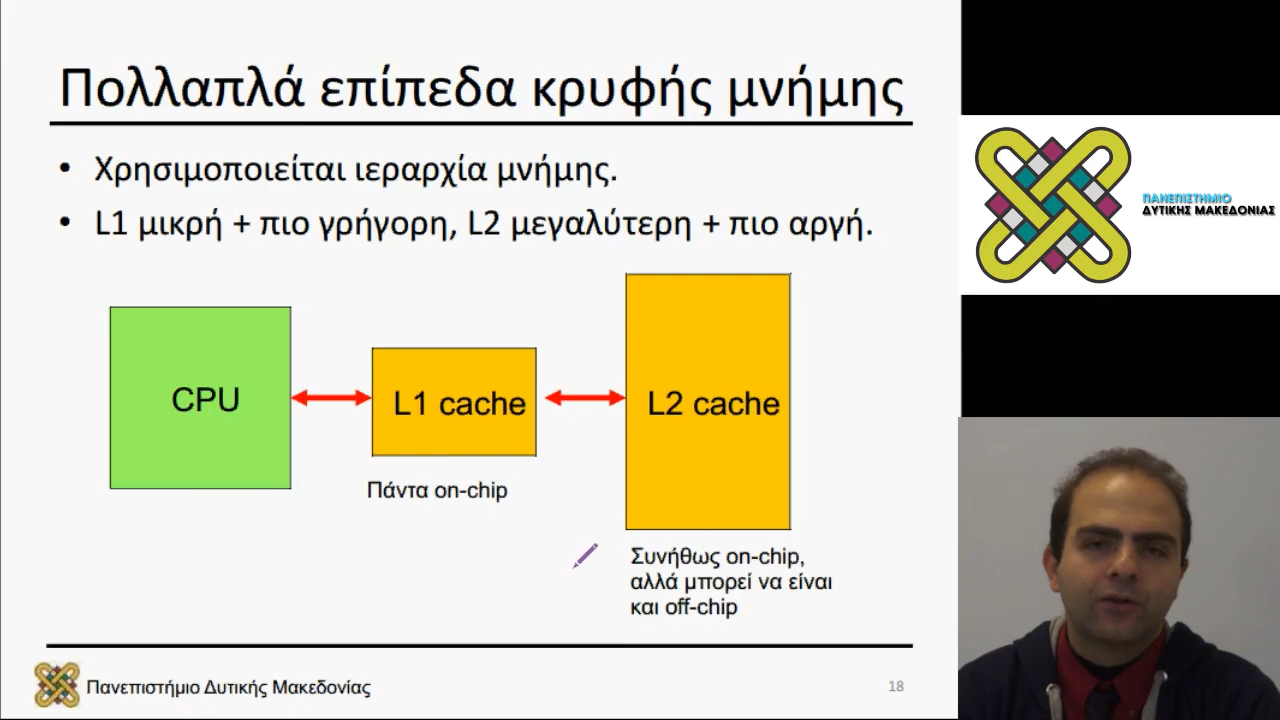 Πολλαπλά επίπεδα κρυφής μνήμης
• Χρησιμοποιείται ιεραρχία μνήμης.
• L1 μικρή + πιο γρήγορη, L2 μεγαλύτερη + πιο αργή.
CPU
L1 cache
L2 cache
Πάντα on-chip
Συνήθως on-chip,
αλλά μπορεί να είναι
και off-chip
Πανεπιστήμιο Δυτικής Μακεδονίας
18
ΠΑΝΕΠΙΣΤΗΜΙΟ
ΔΥΤΙΚΗΣ ΜΑΚΕΔΟΝΙΑΣ